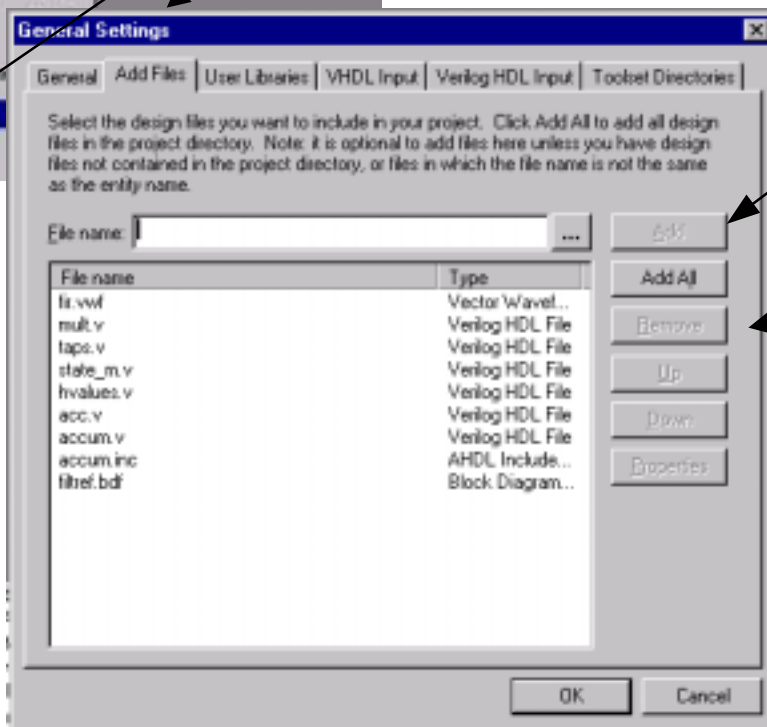 General Settings
General Add Files User Libraries VHDL Input Verilog HDL Input Toolset Directories
Select the design files you want to include in your project. Click Add All to add all design
files in the project directory. Note: it is optional to add files here unless you have design
files not contained in the project directory, or files in which the file name is not the same
as the entity name.
File name: ... Add
File name Type Add All
fir.vwf Vector Wavef...
mult.v Verilog HDL File
Remove
taps.v Verilog HDL File
state_m.v Verilog HDL File
Up
hvalues.v Verilog HDL File
acc.v Verilog HDL File
Down
accum.v Verilog HDL File
accum.inc AHDL Include...
Properties
filtref.bdf Block Diagram...
OK Cancel